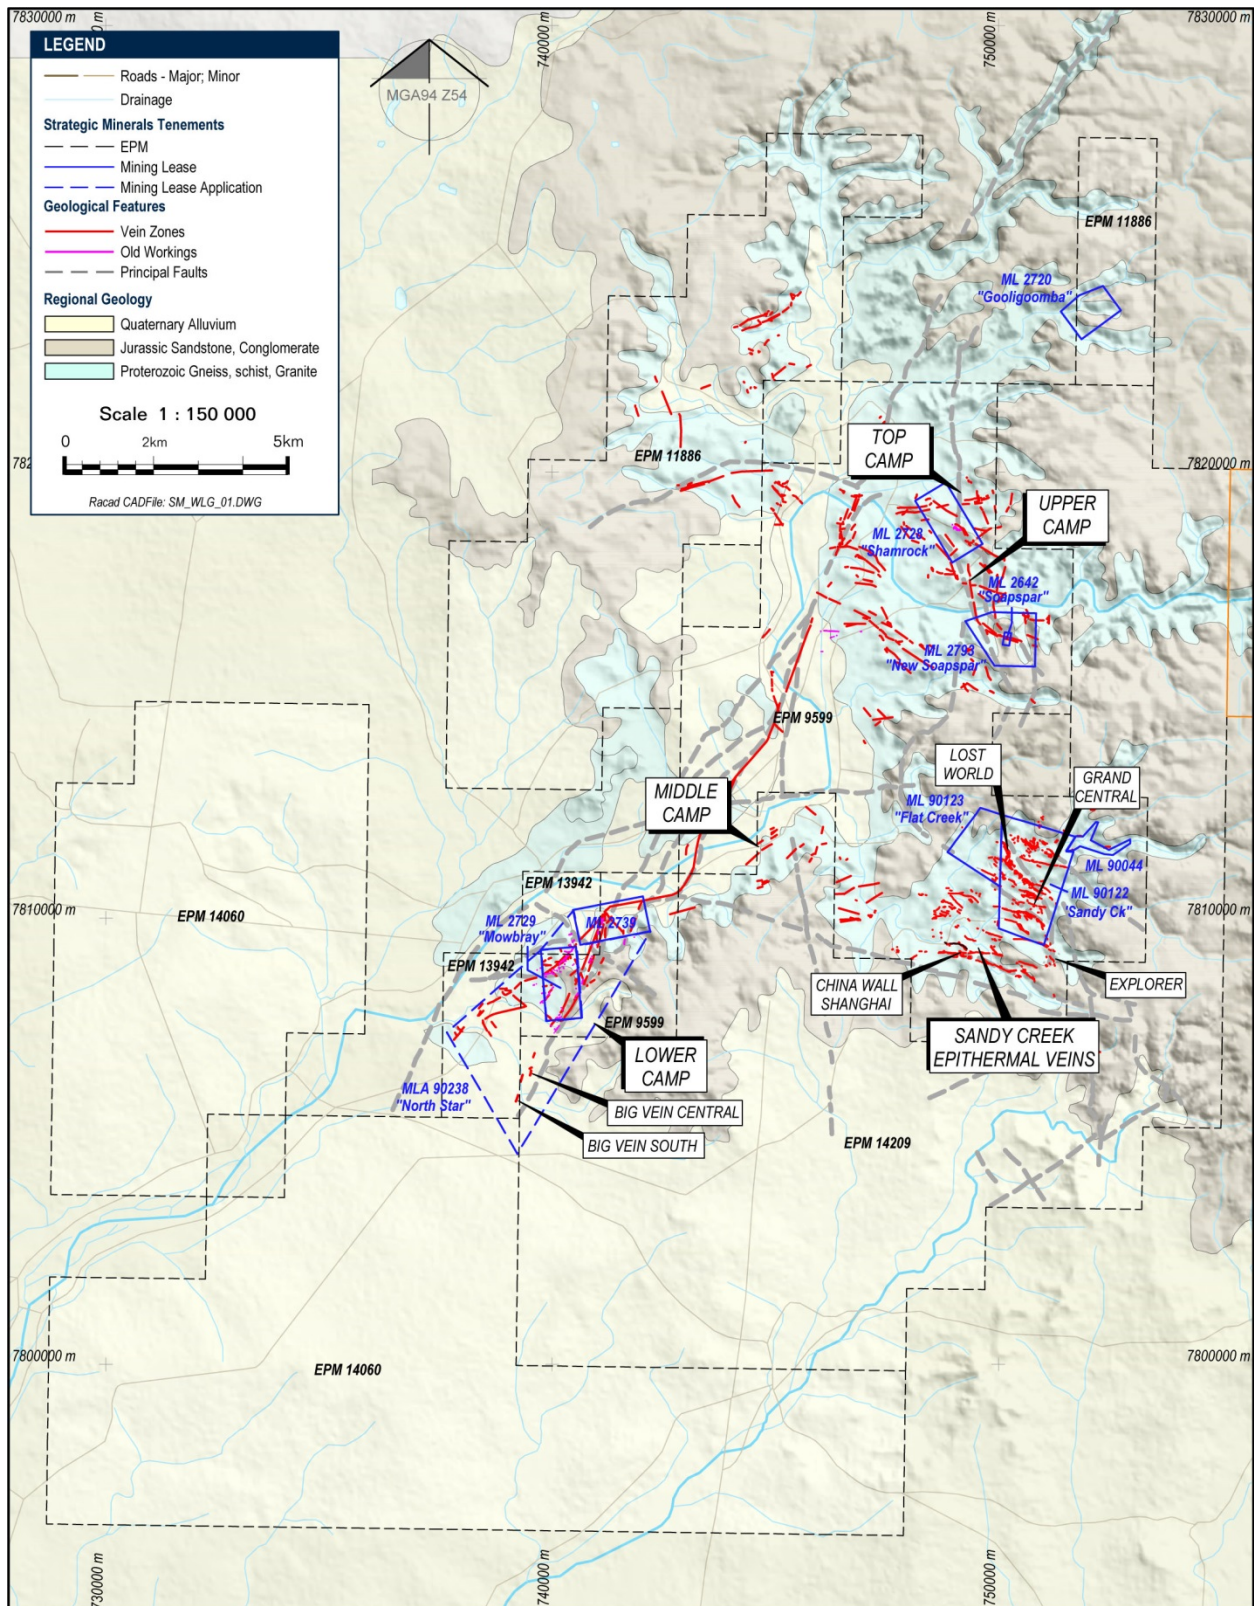 7830000 m
740000 m
750000 m
7830000 m
LEGEND
Roads - Major; Minor
Drainage
Strategic Minerals Tenements
EPM
Mining Lease
Mining Lease Application
Geological Features
Vein Zones
Old Workings
Principal Faults
Regional Geology
Quaternary Alluvium
Jurassic Sandstone, Conglomerate
Proterozoic Gneiss, schist, Granite
Scale 1 : 150 000
0 2km 5km
Racad CADFile: SM_WLG_01.DWG
MGA94 Z54
EPM 11886
ML 2720
"Gooligoomba"
TOP
CAMP
EPM 11886
782
7820000 m
UPPER
CAMP
ML 2728
"Shamrock"
ML 2642
"Soapspar"
ML 2793
"New Soapspar"
EPM 9599
LOST
WORLD
GRAND
CENTRAL
MIDDLE
CAMP
ML 90123
"Flat Creek"
ML 90044
EPM 13942
ML 90122
"Sandy Ck"
7810000 m
EPM 14060
ML 2729
"Mowbray"
ML 2739
7810000 m
EPM 13942
CHINA WALL
SHANGHAI
EXPLORER
EPM 9599
SANDY CREEK
EPITHERMAL VEINS
LOWER
CAMP
MLA 90238
"North Star"
BIG VEIN CENTRAL
BIG VEIN SOUTH
EPM 14209
7800000 m
7800000 m
EPM 14060
730000 m
740000 m
750000 m